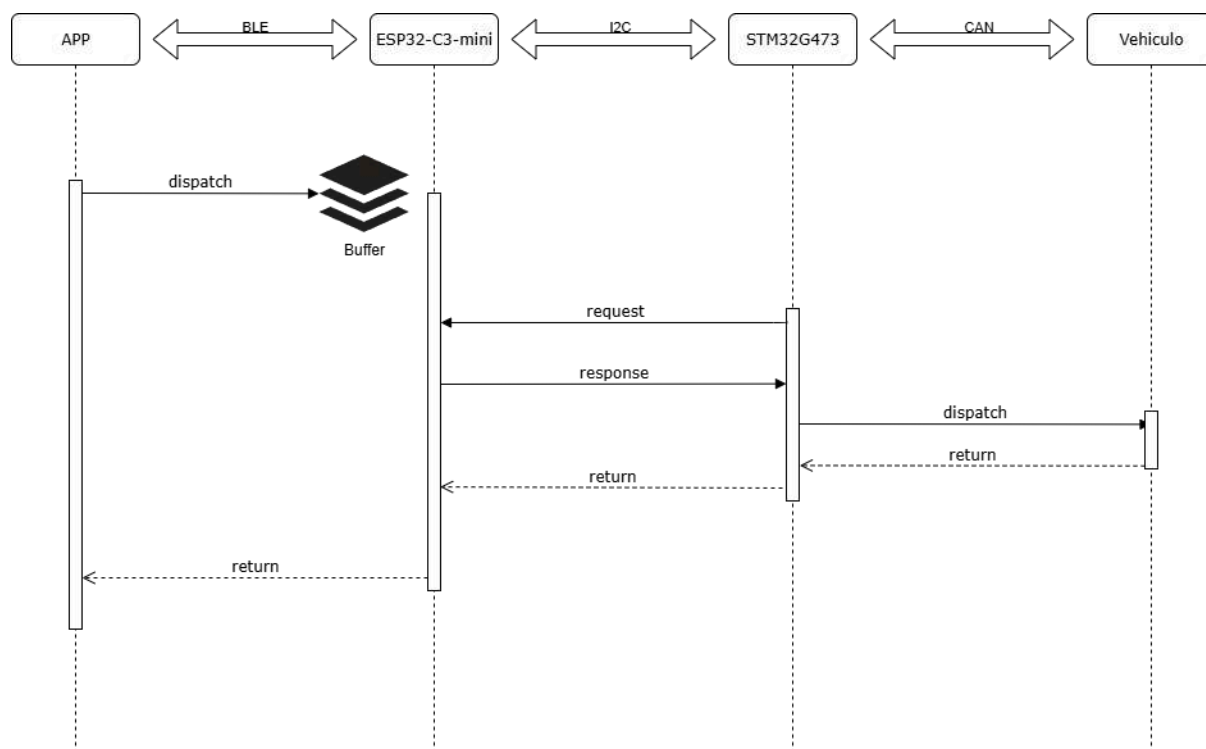 APP
BLE
ESP32-C3-mini
I2C
STM32G473
CAN
Vehiculo
dispatch
Buffer
request
response
dispatch
return
return
return